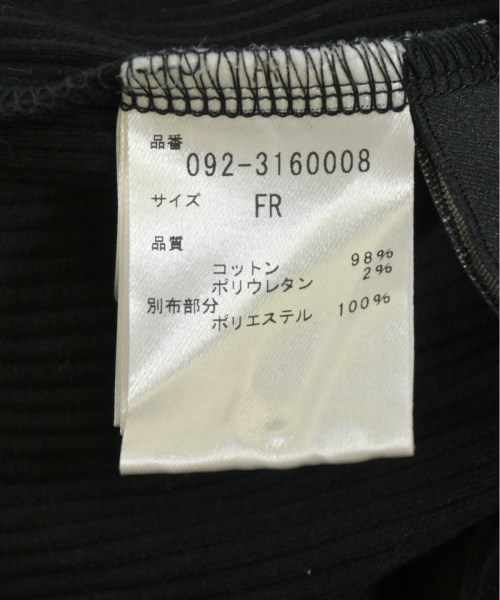 品番
092-3160008
サイズ FR
品質
コットン 98%
ポリウレタン 2%
別布部分
ポリエステル 100%